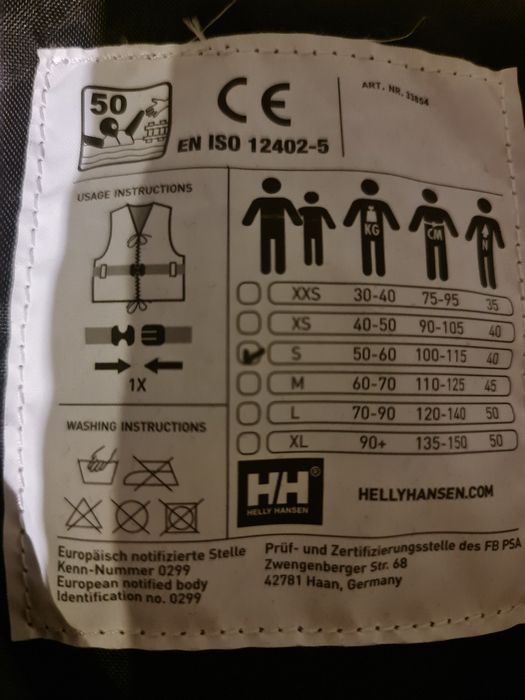 50
CE
ART. NR. 33854
EN ISO 12402-5
USAGE INSTRUCTIONS
KG CM N
XXS 30-40 75-95 35
XS 40-50 90-105 40
S 50-60 100-115 40
M 60-70 110-125 45
L 70-90 120-140 50
XL 90+ 135-150 50
1X
WASHING INSTRUCTIONS
HH®
HELLY HANSEN
HELLYHANSEN.COM
Europäisch notifizierte Stelle
Kenn-Nummer 0299
European notified body
Identification no. 0299
Prüf- und Zertifizierungsstelle des FB PSA
Zwengenberger Str. 68
42781 Haan, Germany